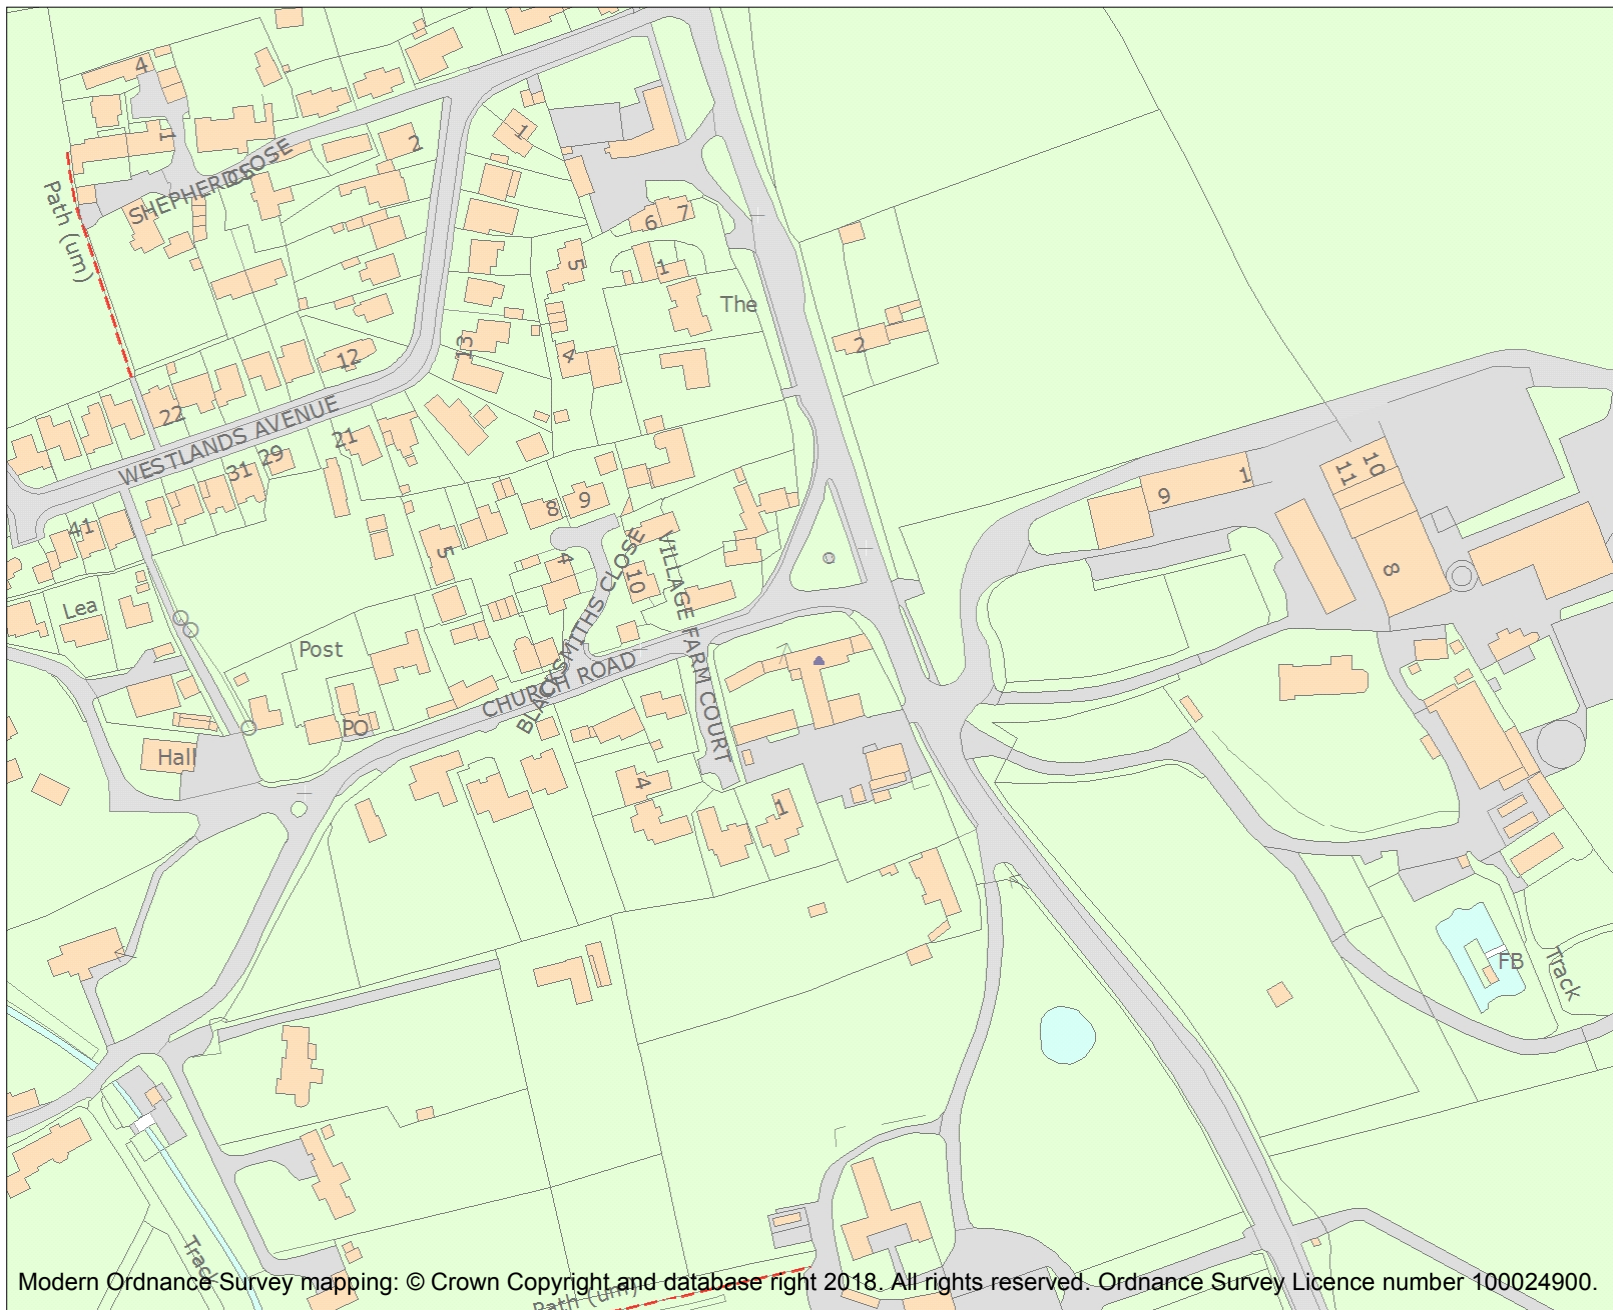 4
1
2
1
SHEPHERDS
CLOSE
Path (um)
6
7
5
1
The
2
13
4
12
22
WESTLANDS AVENUE
21
29
31
41
9
1
10
11
8
8
9
5
4
10
BLACKSMITHS CLOSE
VILLAGE FARM COURT
Lea
Post
CHURCH ROAD
PO
Hall
4
1
FB
Track
Track
Path (um)
Modern Ordnance Survey mapping: © Crown Copyright and database right 2018. All rights reserved. Ordnance Survey Licence number 100024900.